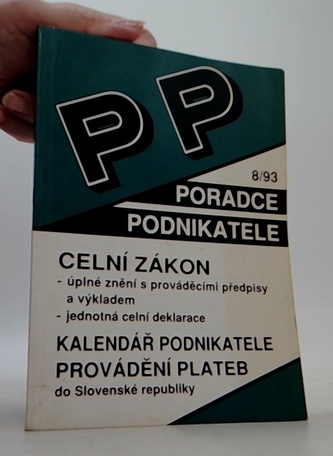 PP
8/93
PORADCE
PODNIKATELE
CELNÍ ZÁKON
- úplné znění s prováděcími předpisy
a výkladem
- jednotná celní deklarace
KALENDÁŘ PODNIKATELE
PROVÁDĚNÍ PLATEB
do Slovenské republiky